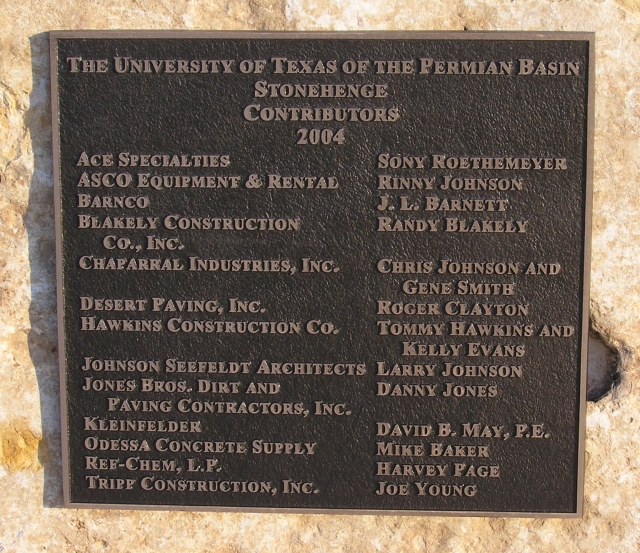 THE UNIVERSITY OF TEXAS OF THE PERMIAN BASIN
STONEHENGE
CONTRIBUTORS
2004
ACE SPECIALTIES SONY ROETHEMEYER
ASCO EQUIPMENT & RENTAL KINNY JOHNSON
BARNCO J. L. BARNETT
BLAKELY CONSTRUCTION RANDY BLAKELY
CO., INC.
CHAPARRAL INDUSTRIES, INC. CHRIS JOHNSON AND
GENE SMITH
DESERT PAVING, INC. ROGER CLAYTON
HAWKINS CONSTRUCTION CO. TOMMY HAWKINS AND
KELLY EVANS
JOHNSON SEEFELDT ARCHITECTS LARRY JOHNSON
JONES BROS. DIRT AND DANNY JONES
PAVING CONTRACTORS, INC.
KLEINFELDER DAVID B. MAY, P.E.
ODESSA CONCRETE SUPPLY MIKE BAKER
REF-CHEM, L.P. HARVEY PAGE
TRIPP CONSTRUCTION, INC. JOE YOUNG